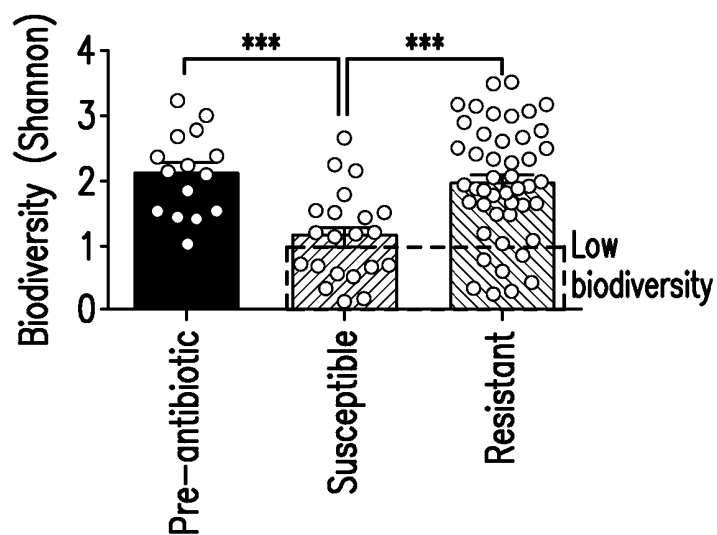 *** ***
Biodiversity (Shannon)
4
3
2
1
0
Low
biodiversity
Pre–antibiotic
Susceptible
Resistant